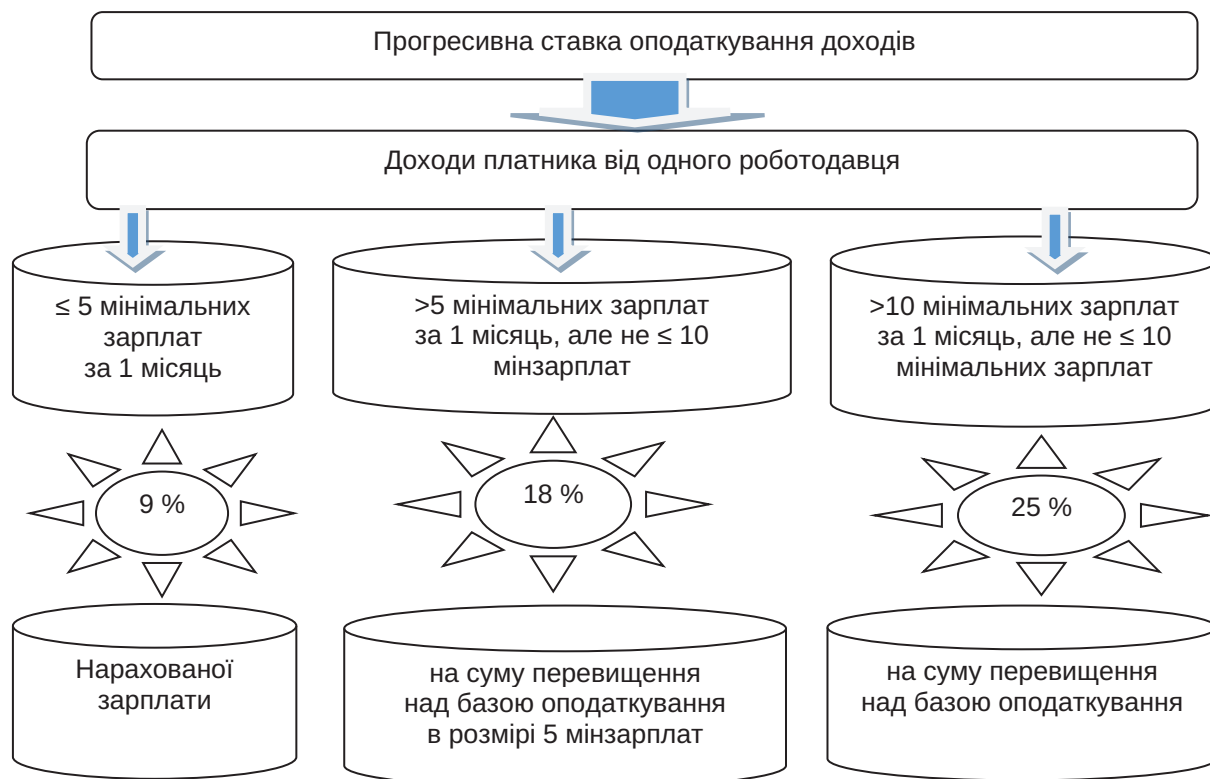 Прогресивна ставка оподаткування доходів
Доходи платника від одного роботодавця
≤ 5 мінімальних
зарплат
за 1 місяць
>5 мінімальних зарплат
за 1 місяць, але не ≤ 10
мінзарплат
>10 мінімальних зарплат
за 1 місяць, але не ≤ 10
мінімальних зарплат
9 %
18 %
25 %
Нарахованої
зарплати
на суму перевищення
над базою оподаткування
в розмірі 5 мінзарплат
на суму перевищення
над базою оподаткування